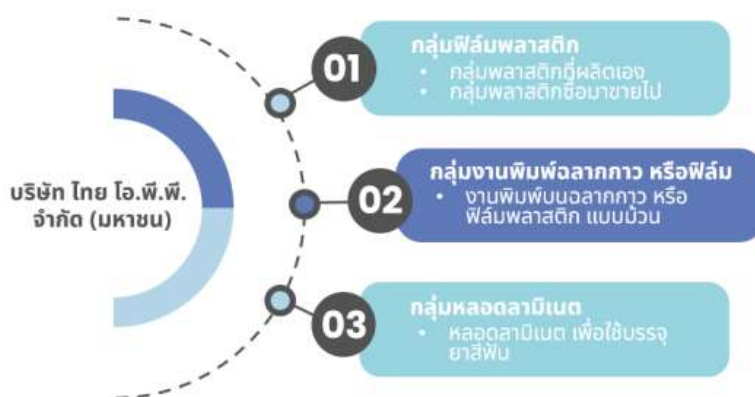 บริษัท ไทย โอ.พี.พี.
จำกัด (มหาชน)
01
กลุ่มฟิล์มพลาสติก
• กลุ่มพลาสติกที่ผลิตเอง
• กลุ่มพลาสติกซื้อมาขายไป
02
กลุ่มงานพิมพ์ฉลากกาว หรือฟิล์ม
• งานพิมพ์บนฉลากกาว หรือ
ฟิล์มพลาสติก แบบม้วน
03
กลุ่มหลอดลามิเนต
• หลอดลามิเนต เพื่อใช้บรรจุ
ยาสีฟัน